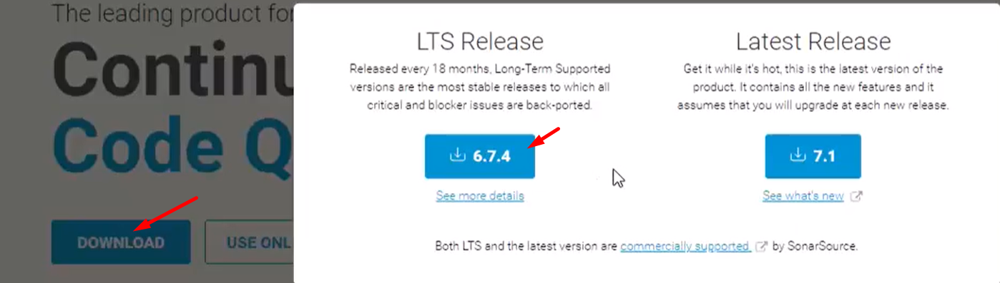 The leading product for
Continu
Code Q
DOWNLOAD
USE ONL
LTS Release
Released every 18 months, Long-Term Supported
versions are the most stable releases to which all
critical and blocker issues are back-ported.
6.7.4
See more details
Latest Release
Get it while it's hot, this is the latest version of the
product. It contains all the new features and it
assumes that you will upgrade at each new release.
7.1
See what's new
Both LTS and the latest version are commercially supported by SonarSource.